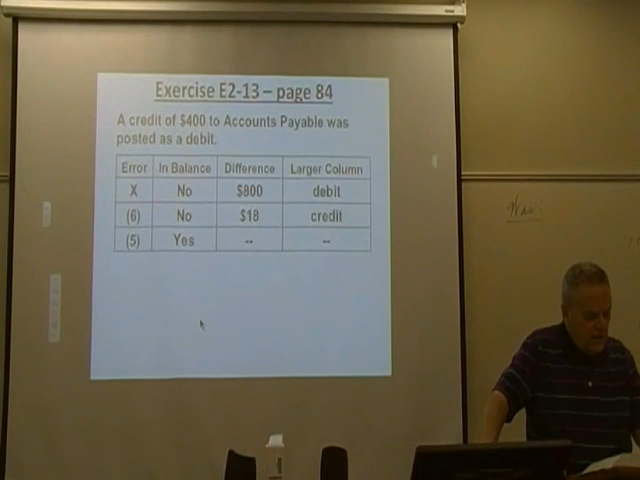 Exercise E2-13 – page 84
A credit of $400 to Accounts Payable was
posted as a debit.
Error In Balance Difference Larger Column
X No $800 debit
(6) No $18 credit
(5) Yes -- --